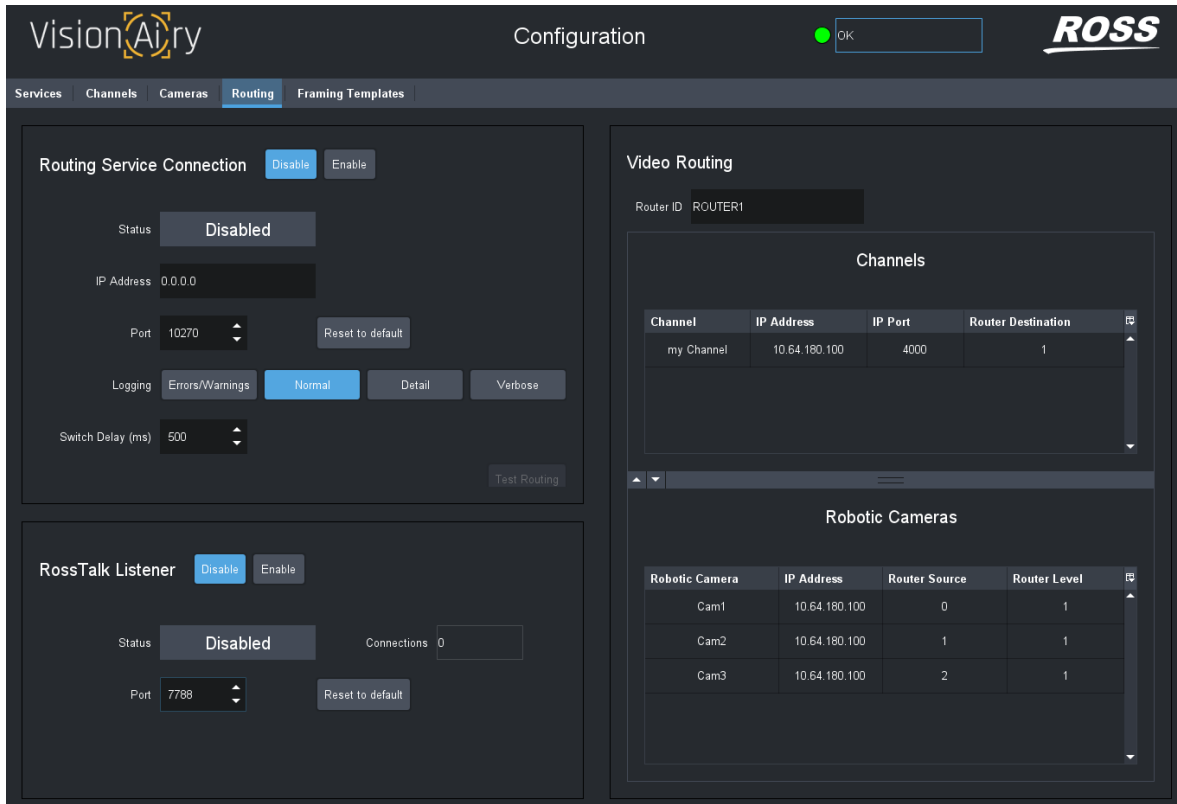 Vision[Ai]ry
Configuration
OK
ROSS
Services Channels Cameras Routing Framing Templates
Routing Service Connection Disable Enable
Status Disabled
IP Address 0.0.0.0
Port 10270 Reset to default
Logging Errors/Warnings Normal Detail Verbose
Switch Delay (ms) 500
Test Routing
RossTalk Listener Disable Enable
Status Disabled Connections 0
Port 7788 Reset to default
Video Routing
Router ID ROUTER1
Channels
Channel IP Address IP Port Router Destination
my Channel 10.64.180.100 4000 1
Robotic Cameras
Robotic Camera IP Address Router Source Router Level
Cam1 10.64.180.100 0 1
Cam2 10.64.180.100 1 1
Cam3 10.64.180.100 2 1